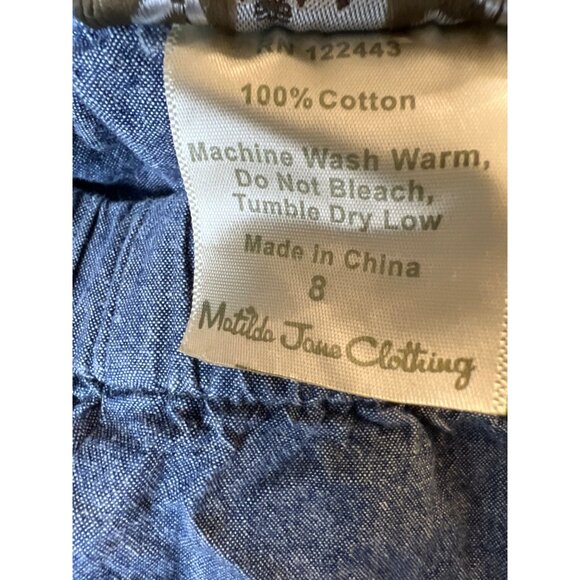 RN 122443
100% Cotton
Machine Wash Warm,
Do Not Bleach,
Tumble Dry Low
Made in China
8
Matilda Jane Clothing